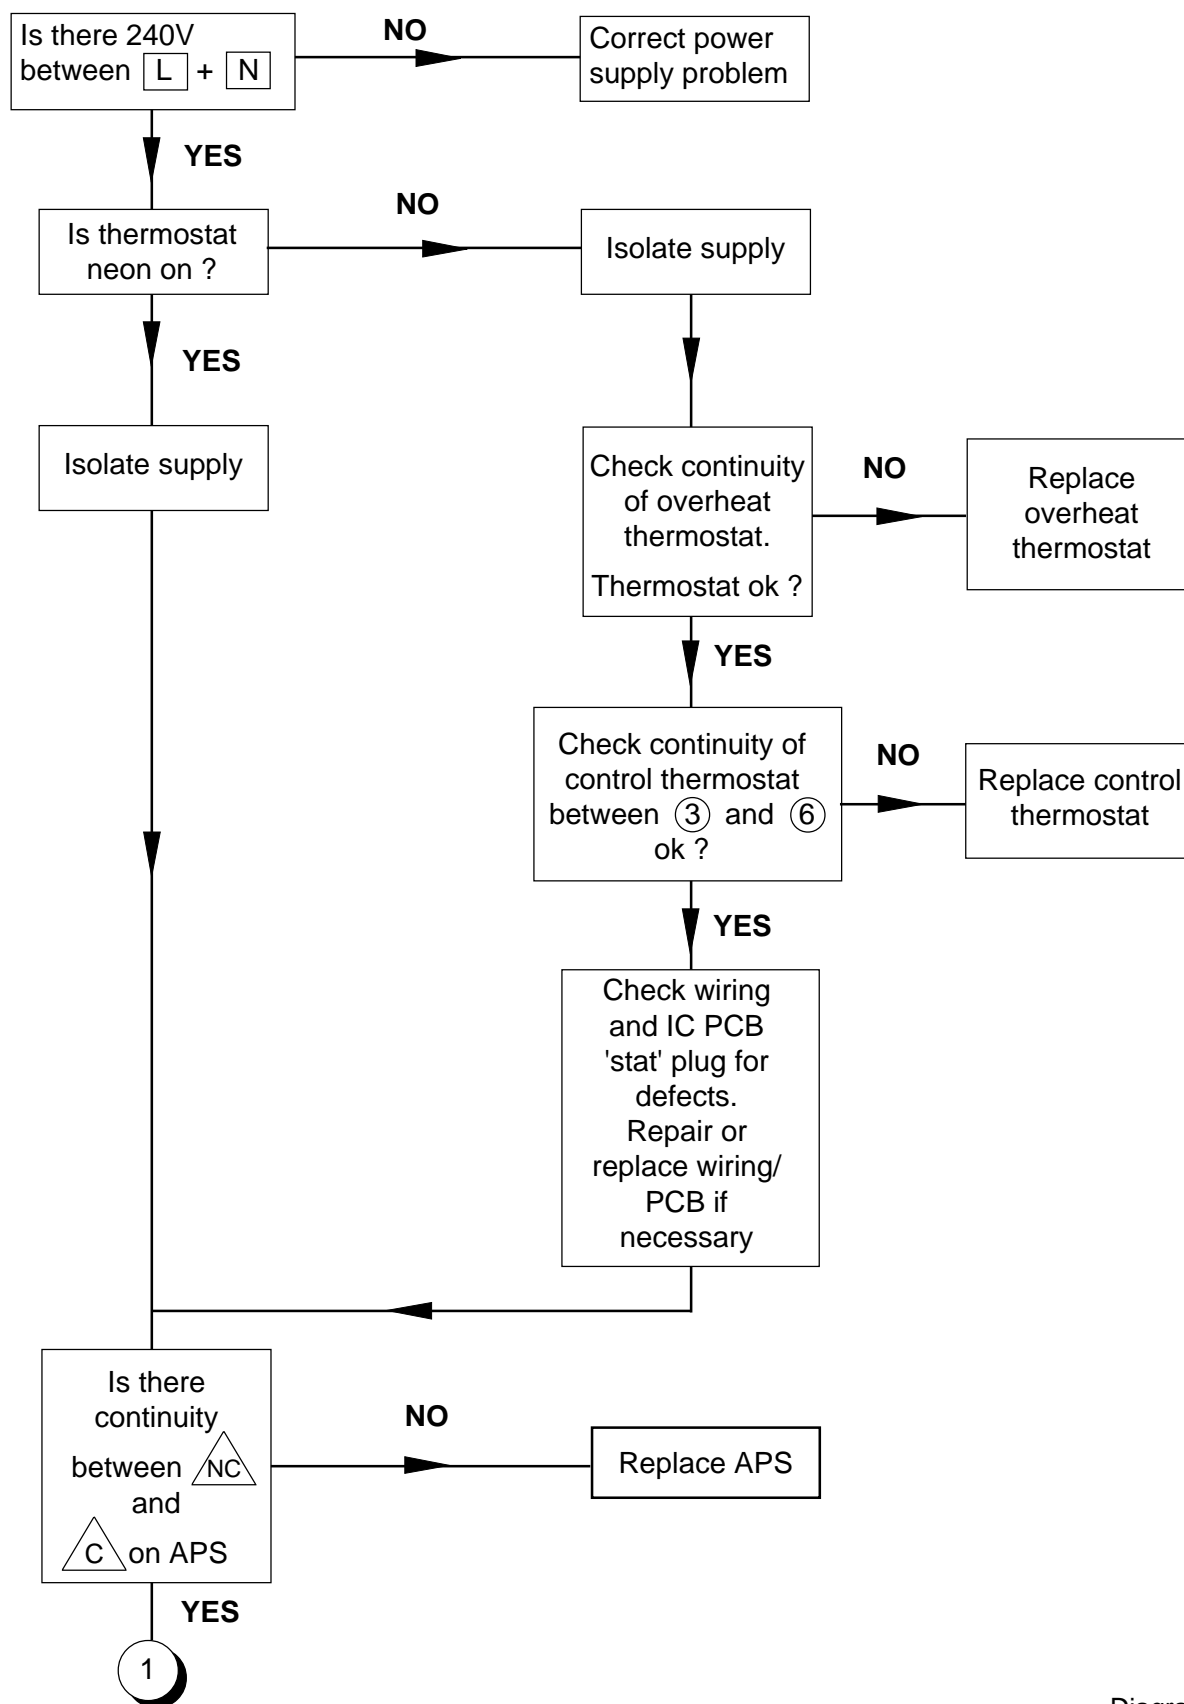 Is there 240V
between L + N
NO
Correct power
supply problem
YES
Is thermostat
neon on ?
NO
Isolate supply
YES
Isolate supply
Check continuity
of overheat
thermostat.
Thermostat ok ?
NO
Replace
overheat
thermostat
YES
Check continuity of
control thermostat
between 3 and 6
ok ?
NO
Replace control
thermostat
YES
Check wiring
and IC PCB
'stat' plug for
defects.
Repair or
replace wiring/
PCB if
necessary
Is there
continuity
between NC
and
C on APS
NO
Replace APS
YES
1